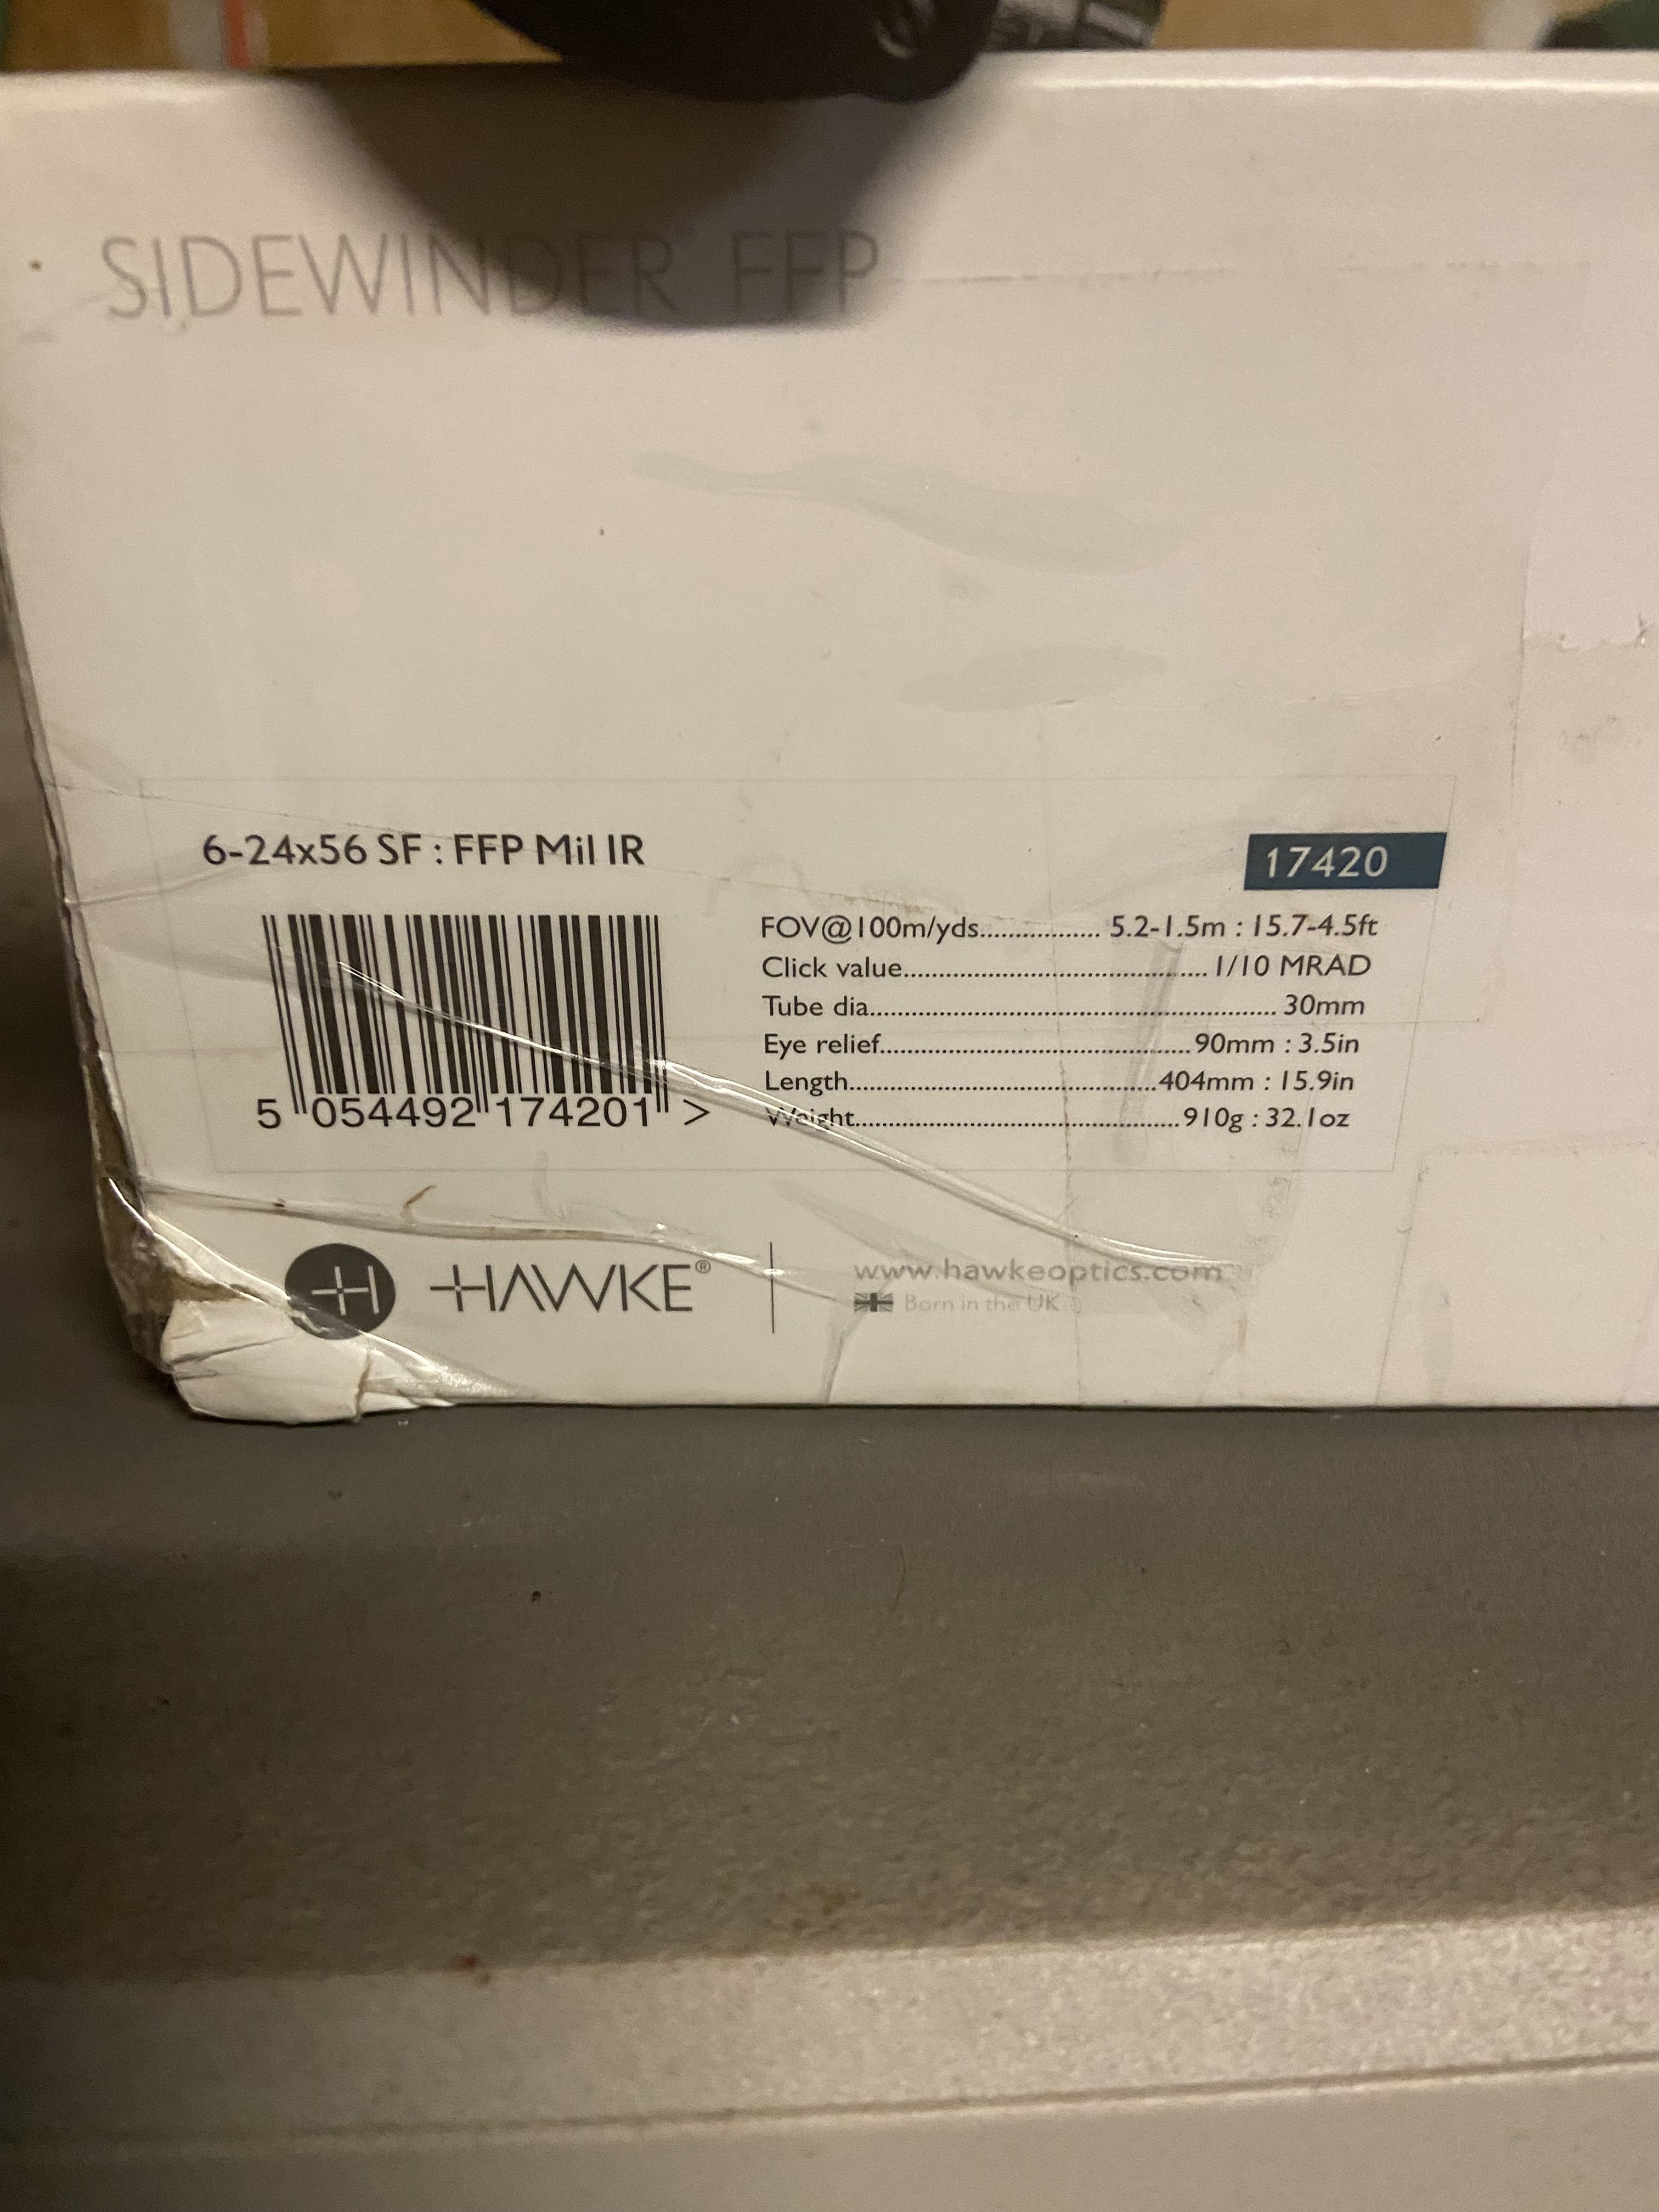 SIDEWINDER® FFP
6-24x56 SF : FFP Mil IR
17420
FOV@100m/yds................. 5.2-1.5m : 15.7-4.5ft
Click value........................................... 1/10 MRAD
Tube dia......................................................... 30mm
Eye relief............................................90mm : 3.5in
Length...........................................404mm : 15.9in
Weight..............................................910g : 32.1oz
5 054492 174201 >
HAWKE®
www.hawkeoptics.com
Born in the UK